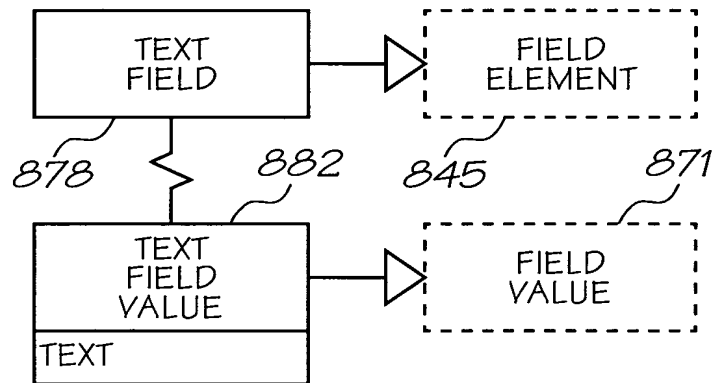 TEXT
FIELD
FIELD
ELEMENT
878
882
845
871
TEXT
FIELD
VALUE
FIELD
VALUE
TEXT